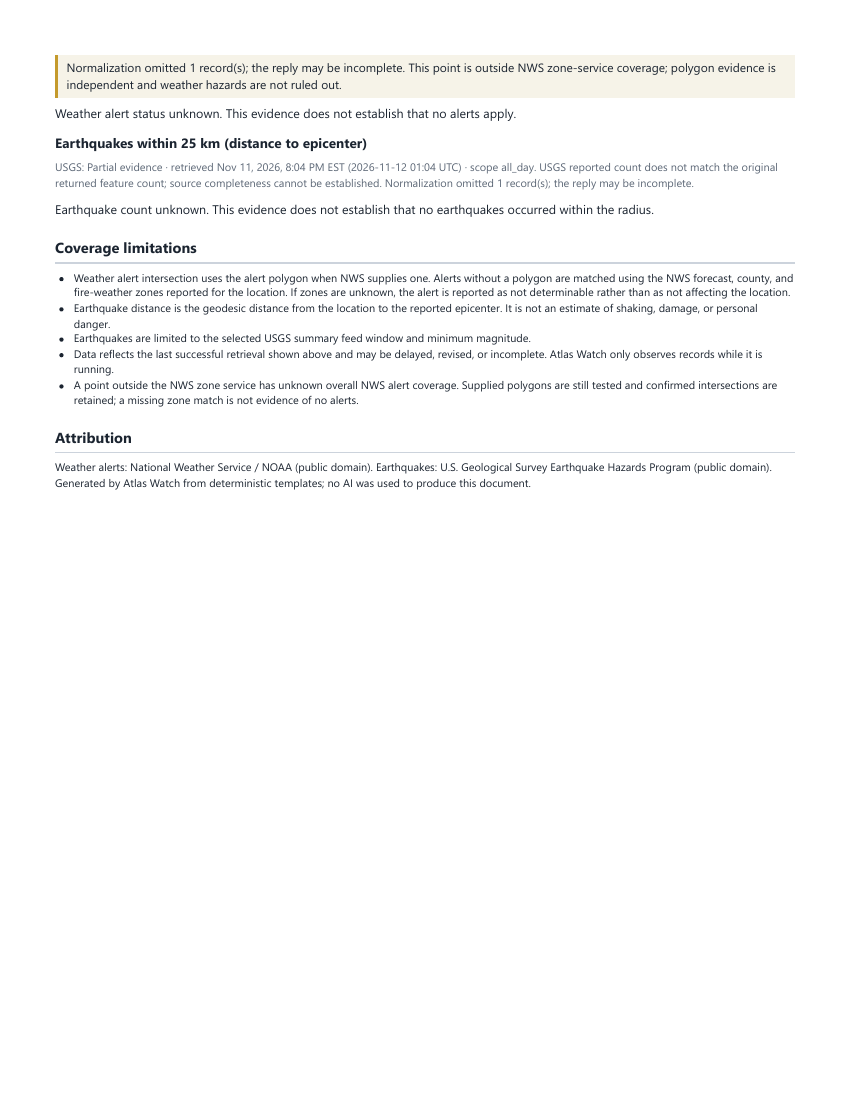 Normalization omitted 1 record(s); the reply may be incomplete. This point is outside NWS zone-service coverage; polygon evidence is
independent and weather hazards are not ruled out.
Weather alert status unknown. This evidence does not establish that no alerts apply.
Earthquakes within 25 km (distance to epicenter)
USGS: Partial evidence · retrieved Nov 11, 2026, 8:04 PM EST (2026-11-12 01:04 UTC) · scope all_day. USGS reported count does not match the original
returned feature count; source completeness cannot be established. Normalization omitted 1 record(s); the reply may be incomplete.
Earthquake count unknown. This evidence does not establish that no earthquakes occurred within the radius.
Coverage limitations
• Weather alert intersection uses the alert polygon when NWS supplies one. Alerts without a polygon are matched using the NWS forecast, county, and
fire-weather zones reported for the location. If zones are unknown, the alert is reported as not determinable rather than as not affecting the location.
• Earthquake distance is the geodesic distance from the location to the reported epicenter. It is not an estimate of shaking, damage, or personal
danger.
• Earthquakes are limited to the selected USGS summary feed window and minimum magnitude.
• Data reflects the last successful retrieval shown above and may be delayed, revised, or incomplete. Atlas Watch only observes records while it is
running.
• A point outside the NWS zone service has unknown overall NWS alert coverage. Supplied polygons are still tested and confirmed intersections are
retained; a missing zone match is not evidence of no alerts.
Attribution
Weather alerts: National Weather Service / NOAA (public domain). Earthquakes: U.S. Geological Survey Earthquake Hazards Program (public domain).
Generated by Atlas Watch from deterministic templates; no AI was used to produce this document.